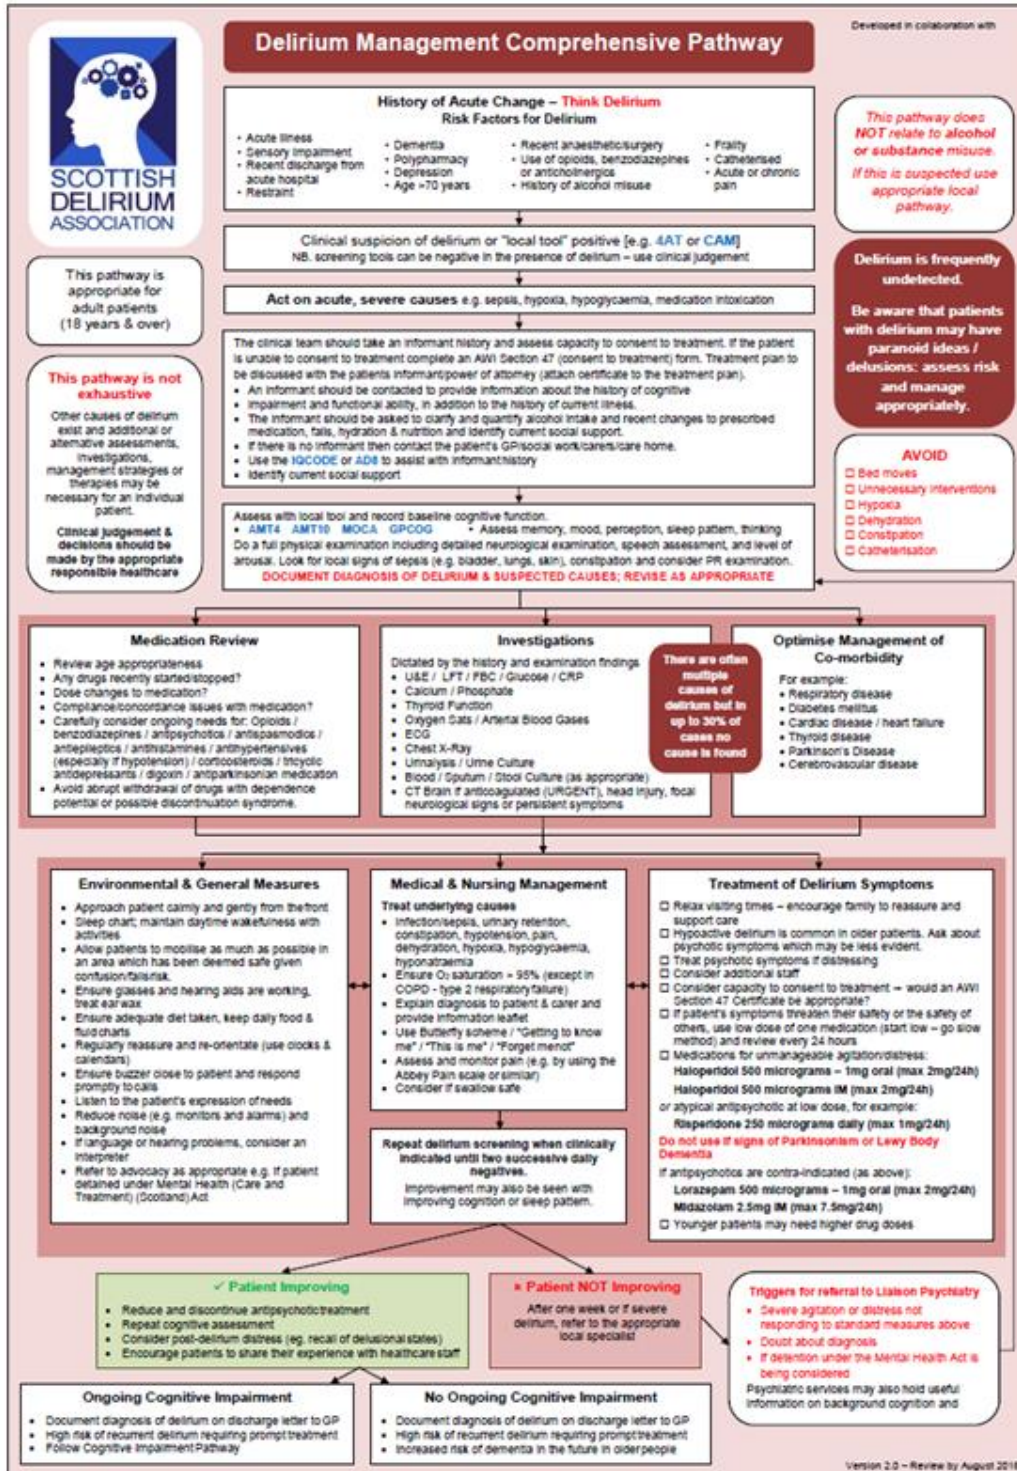 Developed in collaboration with
Delirium Management Comprehensive Pathway
SCOTTISH
DELIRIUM
ASSOCIATION
History of Acute Change – Think Delirium
Risk Factors for Delirium
• Acute illness
• Sensory impairment
• Recent discharge from
acute hospital
• Restraint
• Dementia
• Polypharmacy
• Depression
• Age >70 years
• Recent anaesthetic/surgery
• Use of opioids, benzodiazepines
or anticholinergics
• History of alcohol misuse
• Frailty
• Catheterised
• Acute or chronic
pain
This pathway does
NOT relate to alcohol
or substance misuse.
If this is suspected use
appropriate local
pathway.
Clinical suspicion of delirium or "local tool" positive [e.g. 4AT or CAM]
NB. screening tools can be negative in the presence of delirium – use clinical judgement
This pathway is
appropriate for
adult patients
(18 years & over)
Act on acute, severe causes e.g. sepsis, hypoxia, hypoglycaemia, medication intoxication
Delirium is frequently
undetected.
Be aware that patients
with delirium may have
paranoid ideas /
delusions: assess risk
and manage
appropriately.
The clinical team should take an informant history and assess capacity to consent to treatment. If the patient
is unable to consent to treatment complete an AWI Section 47 (consent to treatment) form. Treatment plan to
be discussed with the patients informant/power of attorney (attach certificate to the treatment plan).
• An informant should be contacted to provide information about the history of cognitive
• impairment and functional ability, in addition to the history of current illness.
• The informant should be asked to clarify and quantify alcohol intake and recent changes to prescribed
medication, falls, hydration & nutrition and identify current social support.
• If there is no informant then contact the patient's GP/social work/carers/care home.
• Use the IQCODE or AD8 to assist with informant history
• Identify current social support
This pathway is not
exhaustive
Other causes of delirium
exist and additional or
alternative assessments,
investigations,
management strategies or
therapies may be
necessary for an individual
patient.
Clinical judgement &
decisions should be
made by the appropriate
responsible healthcare
AVOID
☐ Bed moves
☐ Unnecessary interventions
☐ Hypoxia
☐ Dehydration
☐ Constipation
☐ Catheterisation
Assess with local tool and record baseline cognitive function.
• AMT4 AMT10 MOCA GPCOG • Assess memory, mood, perception, sleep pattern, thinking
Do a full physical examination including detailed neurological examination, speech assessment, and level of
arousal. Look for local signs of sepsis (e.g. bladder, lungs, skin), constipation and consider PR examination.
DOCUMENT DIAGNOSIS OF DELIRIUM & SUSPECTED CAUSES; REVISE AS APPROPRIATE
Medication Review
• Review age appropriateness
• Any drugs recently started/stopped?
• Dose changes to medication?
• Compliance/concordance issues with medication?
• Carefully consider ongoing needs for: Opioids /
benzodiazepines / antipsychotics / antispasmodics /
antiepileptics / antihistamines / antihypertensives
(especially if hypotension) / corticosteroids / tricyclic
antidepressants / digoxin / antiparkinsonian medication
• Avoid abrupt withdrawal of drugs with dependence
potential or possible discontinuation syndrome.
Investigations
Dictated by the history and examination findings
• U&E / LFT / FBC / Glucose / CRP
• Calcium / Phosphate
• Thyroid Function
• Oxygen Sats / Arterial Blood Gases
• ECG
• Chest X-Ray
• Urinalysis / Urine Culture
• Blood / Sputum / Stool Culture (as appropriate)
• CT Brain if anticoagulated (URGENT), head injury, focal
neurological signs or persistent symptoms
There are often
multiple
causes of
delirium but in
up to 30% of
cases no
cause is found
Optimise Management of
Co-morbidity
For example:
• Respiratory disease
• Diabetes mellitus
• Cardiac disease / heart failure
• Thyroid disease
• Parkinson's Disease
• Cerebrovascular disease
Environmental & General Measures
• Approach patient calmly and gently from the front
• Sleep chart; maintain daytime wakefulness with
activities
• Allow patients to mobilise as much as possible in
an area which has been deemed safe given
confusion/falls risk.
• Ensure glasses and hearing aids are working,
treat ear wax
• Ensure adequate diet taken, keep daily food &
fluid charts
• Regularly reassure and re-orientate (use clocks &
calendars)
• Ensure buzzer close to patient and respond
promptly to calls
• Listen to the patient's expression of needs
• Reduce noise (e.g. monitors and alarms) and
background noise
• If language or hearing problems, consider an
interpreter
• Refer to advocacy as appropriate e.g. if patient
detained under Mental Health (Care and
Treatment) (Scotland) Act
Medical & Nursing Management
Treat underlying causes
• Infection/sepsis, urinary retention,
constipation, hypotension, pain,
dehydration, hypoxia, hypoglycaemia,
hyponatraemia
• Ensure O₂ saturation > 95% (except in
COPD - type 2 respiratory failure)
• Explain diagnosis to patient & carer and
provide information leaflet
• Use Butterfly scheme / "Getting to know
me" / "This is me" / "Forget menot"
• Assess and monitor pain (e.g. by using the
Abbey Pain scale or similar)
• Consider if swallow safe
Repeat delirium screening when clinically
indicated until two successive daily
negatives.
Improvement may also be seen with
improving cognition or sleep pattern.
Treatment of Delirium Symptoms
☐ Relax visiting times – encourage family to reassure and
support care
☐ Hypoactive delirium is common in older patients. Ask about
psychotic symptoms which may be less evident.
☐ Treat psychotic symptoms if distressing
☐ Consider additional staff
☐ Consider capacity to consent to treatment – would an AWI
Section 47 Certificate be appropriate?
☐ If patient's symptoms threaten their safety or the safety of
others, use low dose of one medication (start low – go slow
method) and review every 24 hours
☐ Medications for unmanageable agitation/distress:
Haloperidol 500 micrograms – 1mg oral (max 2mg/24h)
Haloperidol 500 micrograms IM (max 2mg/24h)
or atypical antipsychotic at low dose, for example:
Risperidone 250 micrograms daily (max 1mg/24h)
Do not use if signs of Parkinsonism or Lewy Body
Dementia
If antipsychotics are contra-indicated (as above):
Lorazepam 500 micrograms – 1mg oral (max 2mg/24h)
Midazolam 2.5mg IM (max 7.5mg/24h)
☐ Younger patients may need higher drug doses
✓ Patient Improving
• Reduce and discontinue antipsychotic treatment
• Repeat cognitive assessment
• Consider post-delirium distress (eg. recall of delusional states)
• Encourage patients to share their experience with healthcare staff
× Patient NOT Improving
After one week or if severe
delirium, refer to the appropriate
local specialist
Triggers for referral to Liaison Psychiatry
• Severe agitation or distress not
responding to standard measures above
• Doubt about diagnosis
• If detention under the Mental Health Act is
being considered
Psychiatric services may also hold useful
information on background cognition and
Ongoing Cognitive Impairment
• Document diagnosis of delirium on discharge letter to GP
• High risk of recurrent delirium requiring prompt treatment
• Follow Cognitive Impairment Pathway
No Ongoing Cognitive Impairment
• Document diagnosis of delirium on discharge letter to GP
• High risk of recurrent delirium requiring prompt treatment
• Increased risk of dementia in the future in older people
Version 2.0 – Review by August 2016